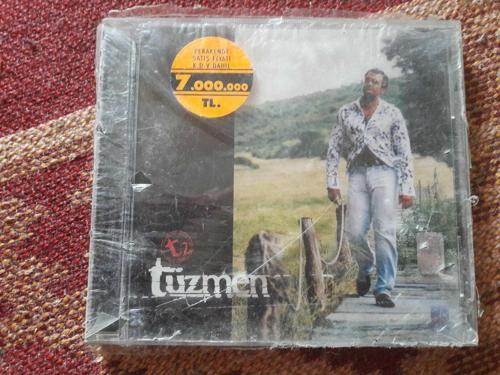 PERAKENDE
SATIŞ FİYATI
K.D.V. DAHİL
7.000.000
TL.
tüzmen